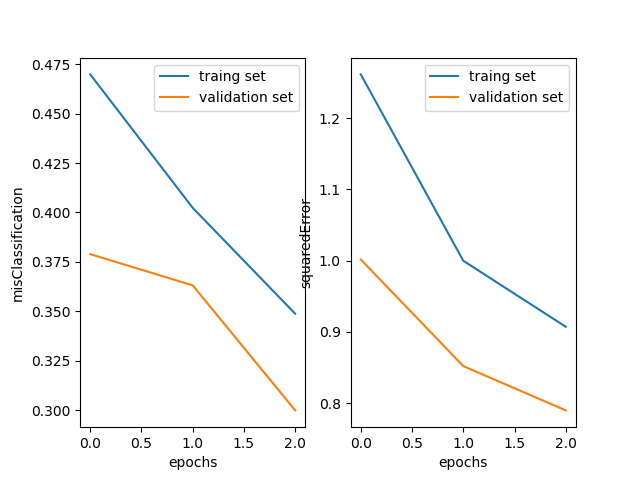 0.475
0.450
0.425
0.400
0.375
0.350
0.325
0.300
misClassification
traing set
validation set
0.0 0.5 1.0 1.5 2.0
epochs
1.2
1.1
1.0
0.9
0.8
squaredError
traing set
validation set
0.0 0.5 1.0 1.5 2.0
epochs